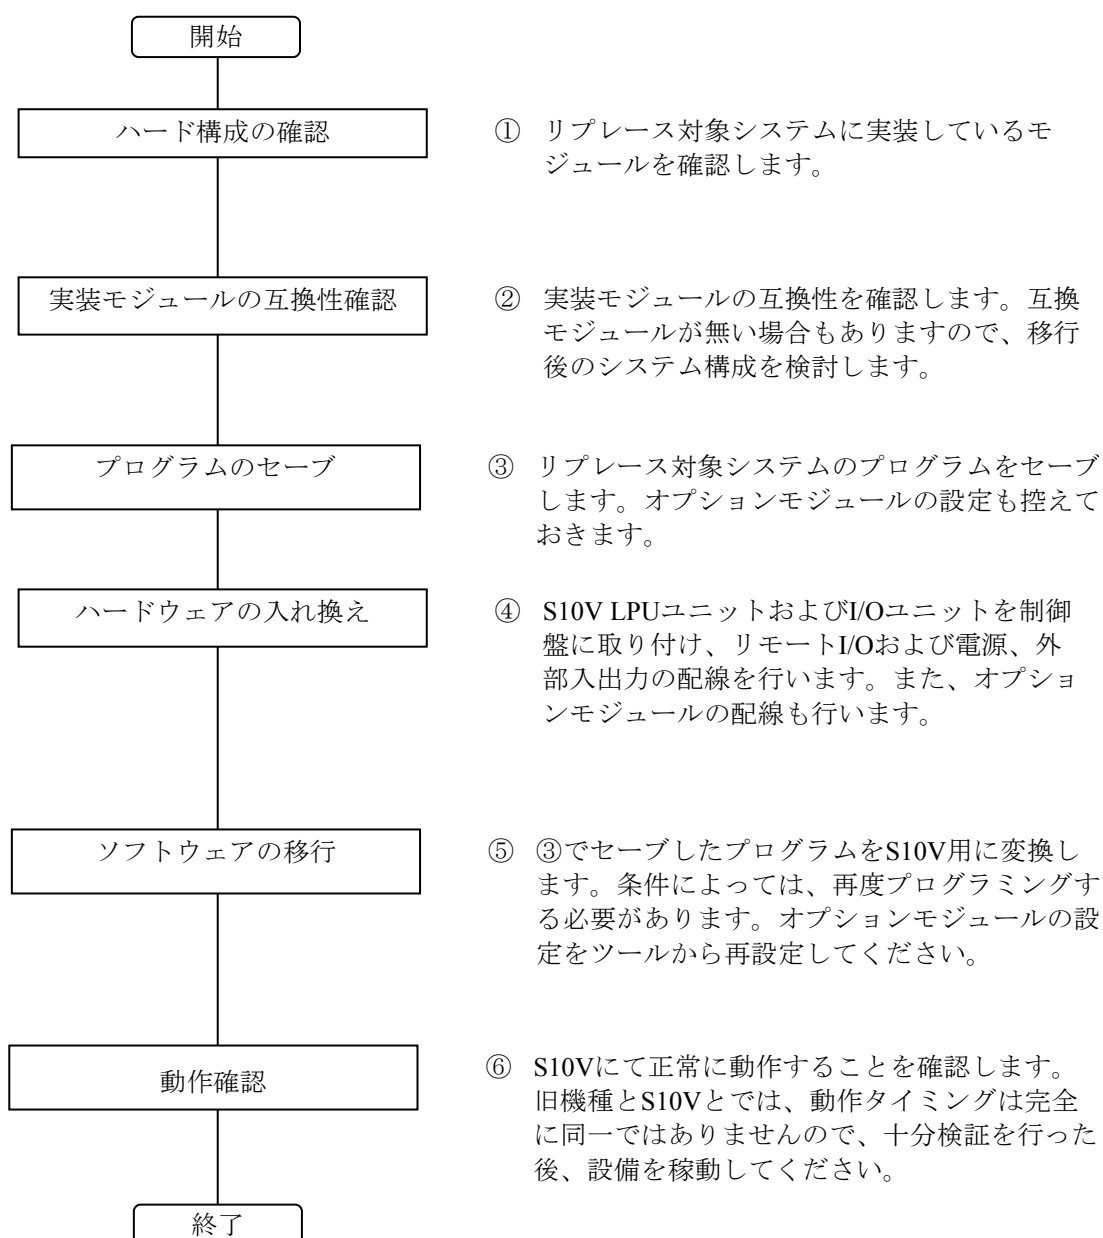 開始
ハード構成の確認
① リプレース対象システムに実装しているモ
ジュールを確認します。
実装モジュールの互換性確認
② 実装モジュールの互換性を確認します。互換
モジュールが無い場合もありますので、移行
後のシステム構成を検討します。
プログラムのセーブ
③ リプレース対象システムのプログラムをセーブ
します。オプションモジュールの設定も控えて
おきます。
ハードウェアの入れ換え
④ S10V LPUユニットおよびI/Oユニットを制御
盤に取り付け、リモートI/Oおよび電源、外
部入出力の配線を行います。また、オプショ
ンモジュールの配線も行います。
ソフトウェアの移行
⑤ ③でセーブしたプログラムをS10V用に変換し
ます。条件によっては、再度プログラミングす
る必要があります。オプションモジュールの設
定をツールから再設定してください。
動作確認
⑥ S10Vにて正常に動作することを確認します。
旧機種とS10Vとでは、動作タイミングは完全
に同一ではありませんので、十分検証を行った
後、設備を稼動してください。
終了